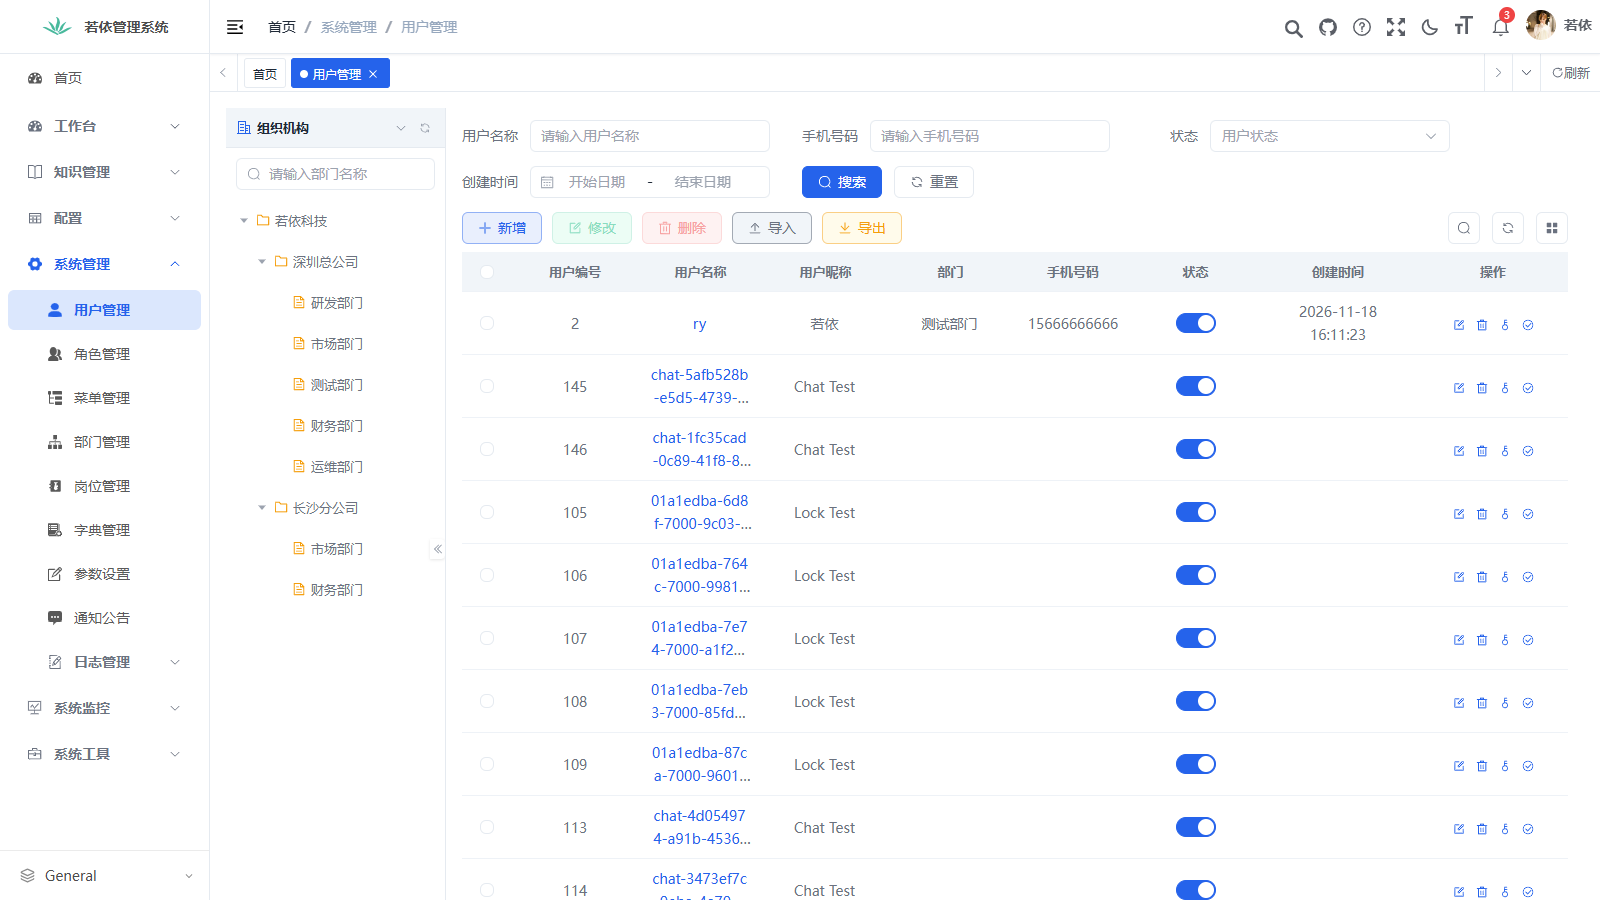 若依管理系统
首页 / 系统管理 / 用户管理
3
若依
首页
用户管理
刷新
首页
工作台
知识管理
配置
系统管理
用户管理
角色管理
菜单管理
部门管理
岗位管理
字典管理
参数设置
通知公告
日志管理
系统监控
系统工具
General
组织机构
请输入部门名称
若依科技
深圳总公司
研发部门
市场部门
测试部门
财务部门
运维部门
长沙分公司
市场部门
财务部门
用户名称 请输入用户名称 手机号码 请输入手机号码 状态 用户状态
创建时间 开始日期 - 结束日期 搜索 重置
新增 修改 删除 导入 导出
用户编号 用户名称 用户昵称 部门 手机号码 状态 创建时间 操作
2 ry 若依 测试部门 15666666666 2026-11-18
16:11:23
145 chat-5afb528b Chat Test
-e5d5-4739-...
146 chat-1fc35cad Chat Test
-0c89-41f8-8...
105 01a1edba-6d8 Lock Test
f-7000-9c03-...
106 01a1edba-764 Lock Test
c-7000-9981...
107 01a1edba-7e7 Lock Test
4-7000-a1f2...
108 01a1edba-7eb Lock Test
3-7000-85fd...
109 01a1edba-87c Lock Test
a-7000-9601...
113 chat-4d05497 Chat Test
4-a91b-4536...
114 chat-3473ef7c Chat Test